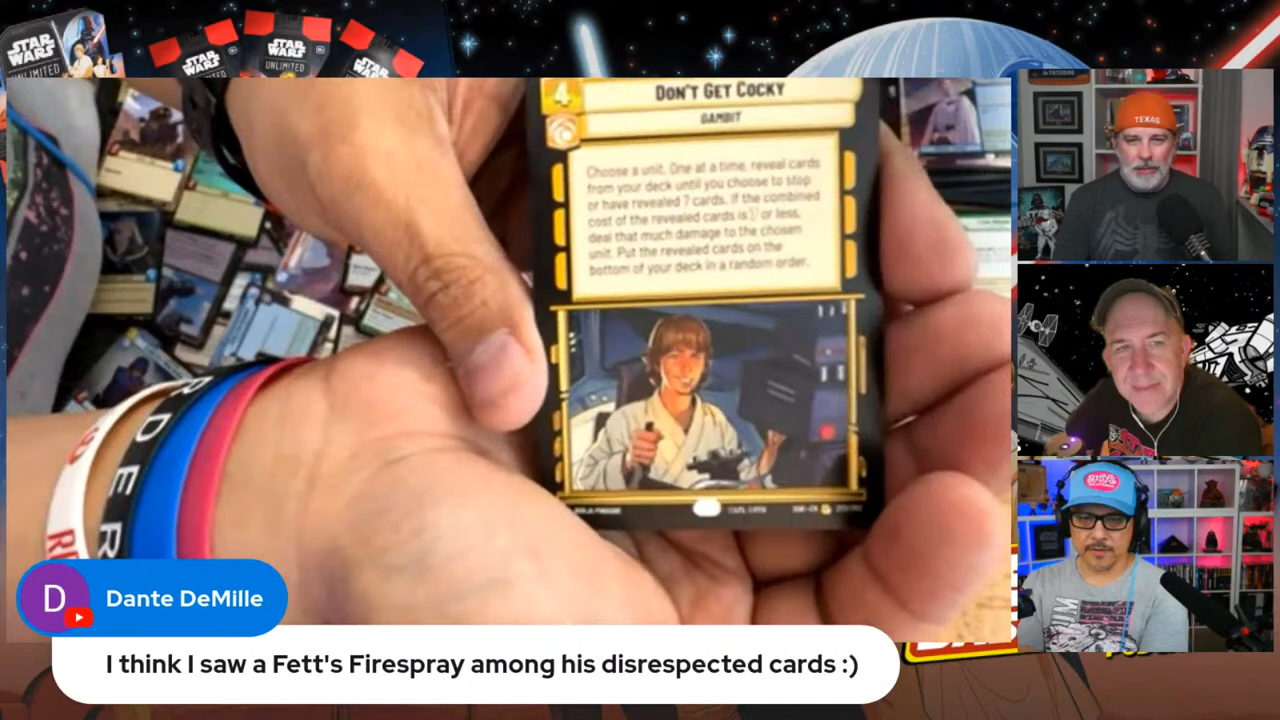 STAR WARS
UNLIMITED
STAR WARS
STAR WARS
UNLIMITED
STAR WARS
4
DON'T GET COCKY
GAMBIT
Choose a unit. One at a time, reveal cards
from your deck until you choose to stop
or have revealed 7 cards. If the combined
cost of the revealed cards is 7 or less,
deal that much damage to the chosen
unit. Put the revealed cards on the
bottom of your deck in a random order.
TEXAS
RDER
D
Dante DeMille
I think I saw a Fett's Firespray among his disrespected cards :)